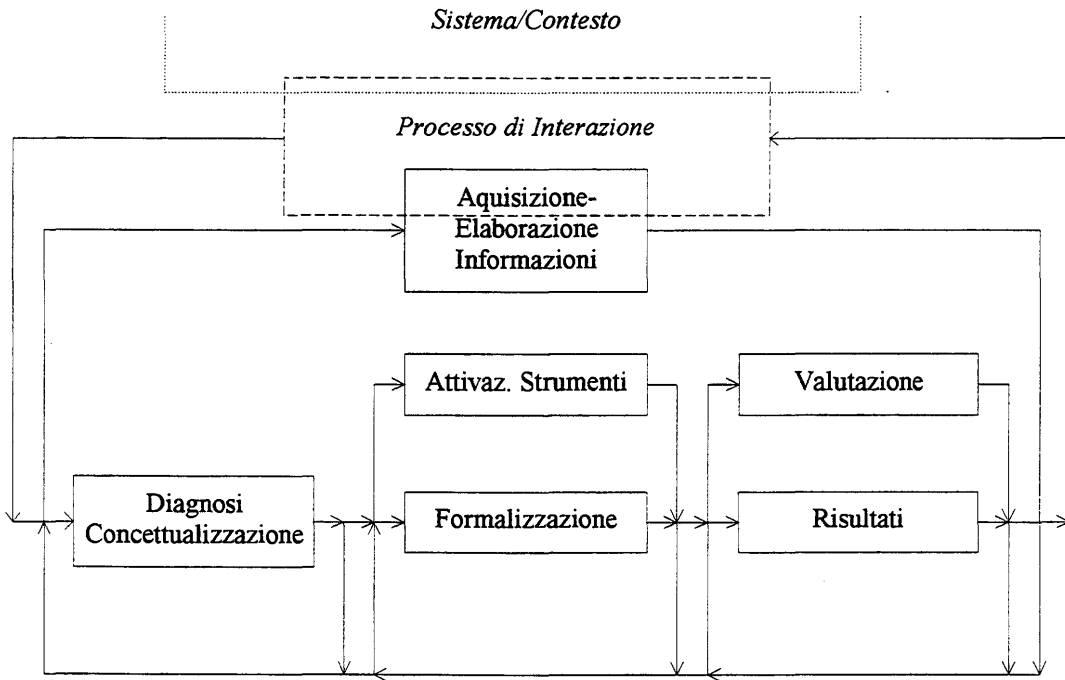 Sistema/Contesto
Processo di Interazione
Aquisizione-
Elaborazione
Informazioni
Attivaz. Strumenti
Valutazione
Diagnosi
Concettualizzazione
Formalizzazione
Risultati